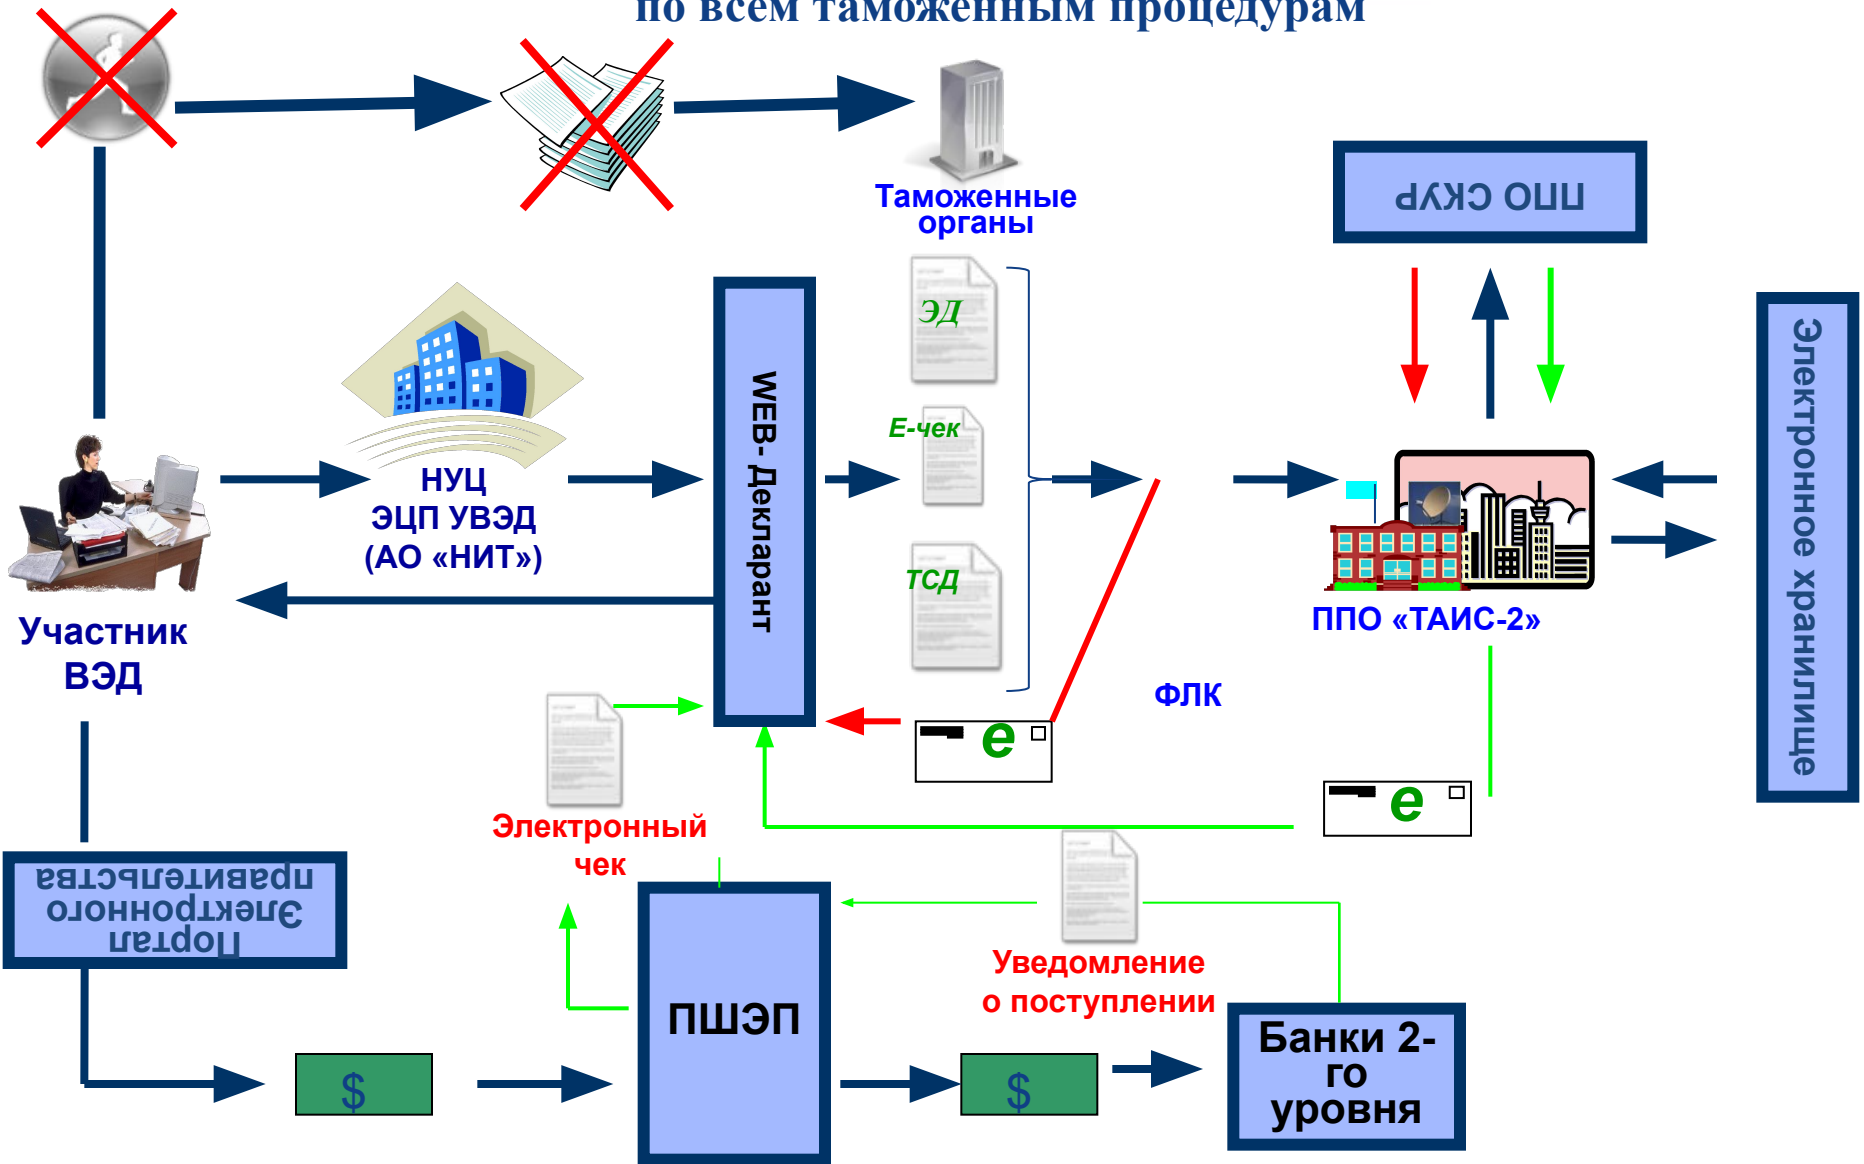 по всем таможенным процедурам
Таможенные
органы
ППО СКУР
ЭД
Е-чек
ТСД
WEB- Декларант
НУЦ
ЭЦП УВЭД
(АО «НИТ»)
Участник
ВЭД
ППО «ТАИС-2»
Электронное хранилище
ФЛК
e
e
Электронный
чек
Портал
Электронного
правительства
ПШЭП
Уведомление
о поступлении
Банки 2-
го
уровня
$
$